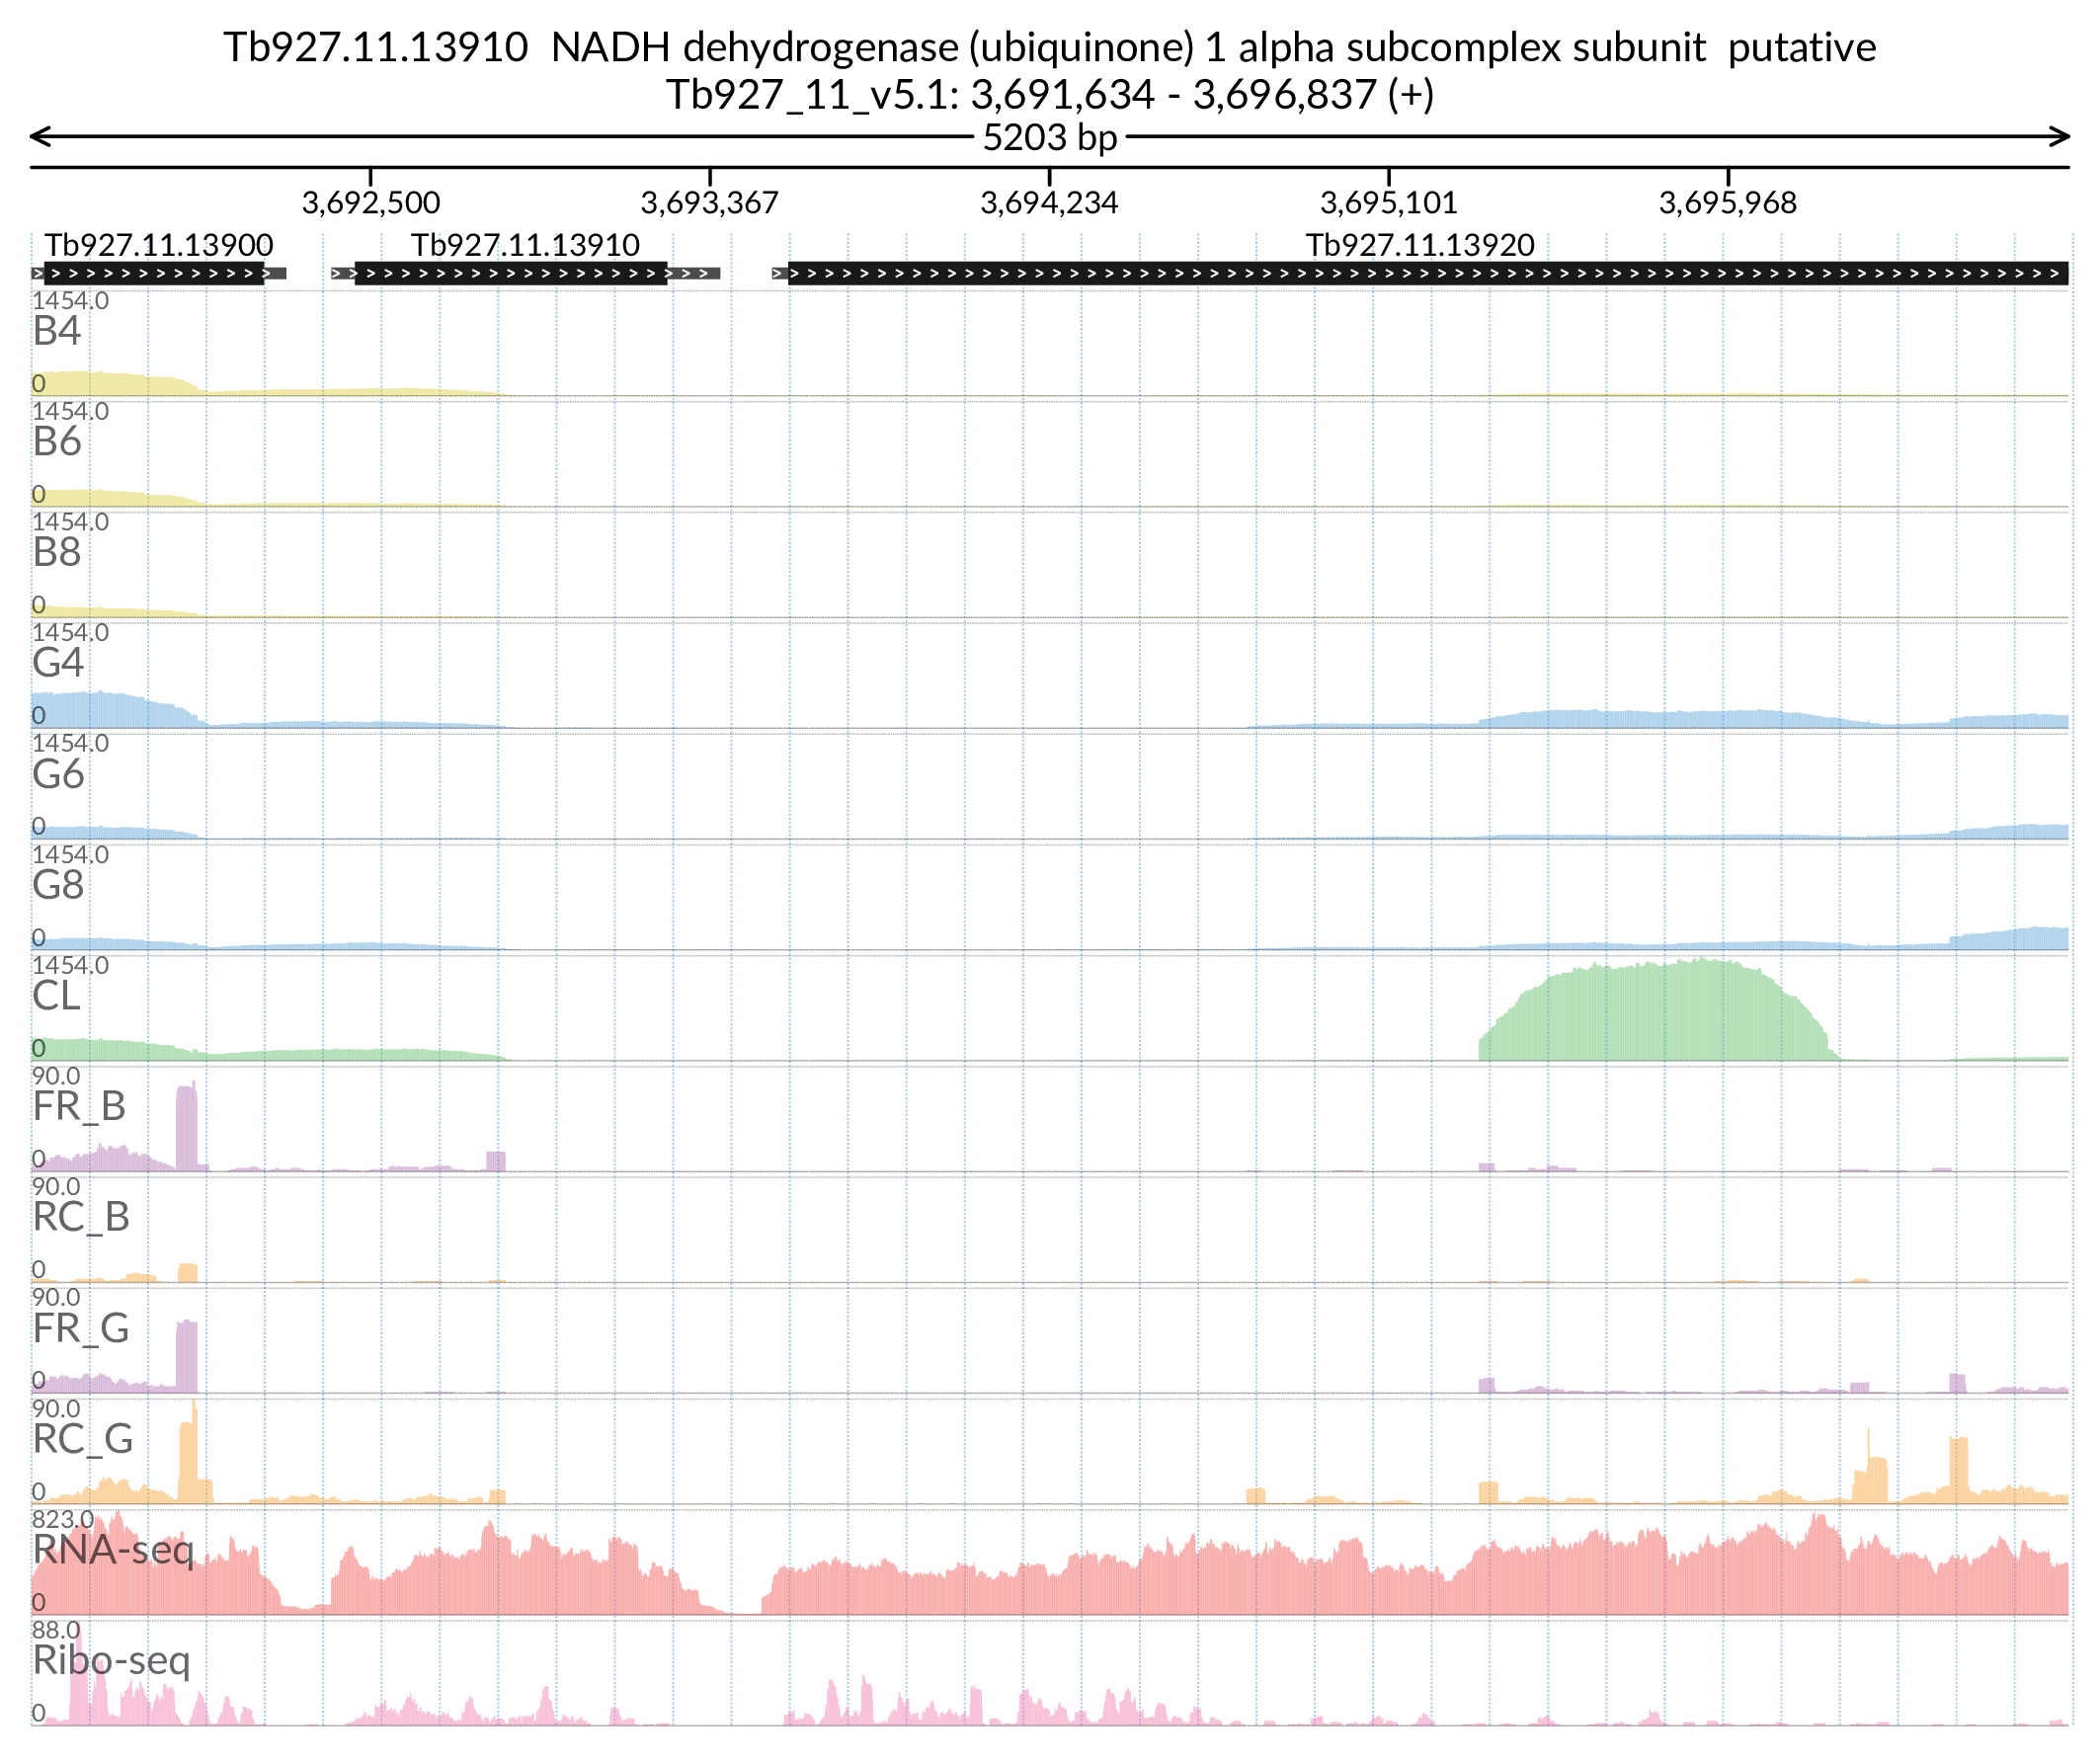 Tb927.11.13910  NADH dehydrogenase (ubiquinone) 1 alpha subcomplex subunit  putative
Tb927_11_v5.1: 3,691,634 - 3,696,837 (+)
5203 bp
3,692,500 3,693,367 3,694,234 3,695,101 3,695,968
Tb927.11.13900 Tb927.11.13910 Tb927.11.13920
1454.0
B4
0
1454.0
B6
0
1454.0
B8
0
1454.0
G4
0
1454.0
G6
0
1454.0
G8
0
1454.0
CL
0
90.0
FR_B
0
90.0
RC_B
0
90.0
FR_G
0
90.0
RC_G
0
823.0
RNA-seq
0
88.0
Ribo-seq
0